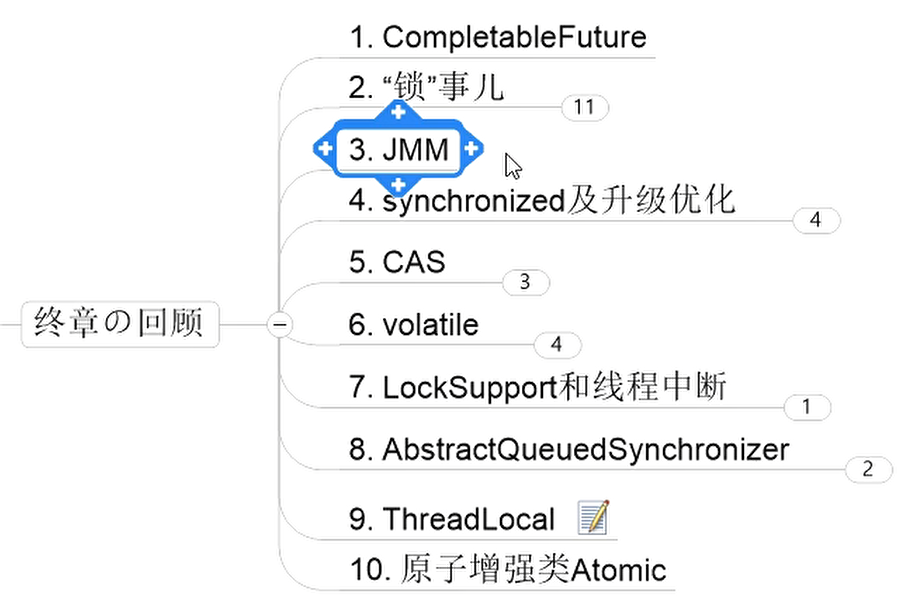 1. CompletableFuture
2. “锁”事儿
11
3. JMM
4. synchronized及升级优化
4
5. CAS
3
终章の回顾
6. volatile
4
7. LockSupport和线程中断
1
8. AbstractQueuedSynchronizer
2
9. ThreadLocal
10. 原子增强类Atomic